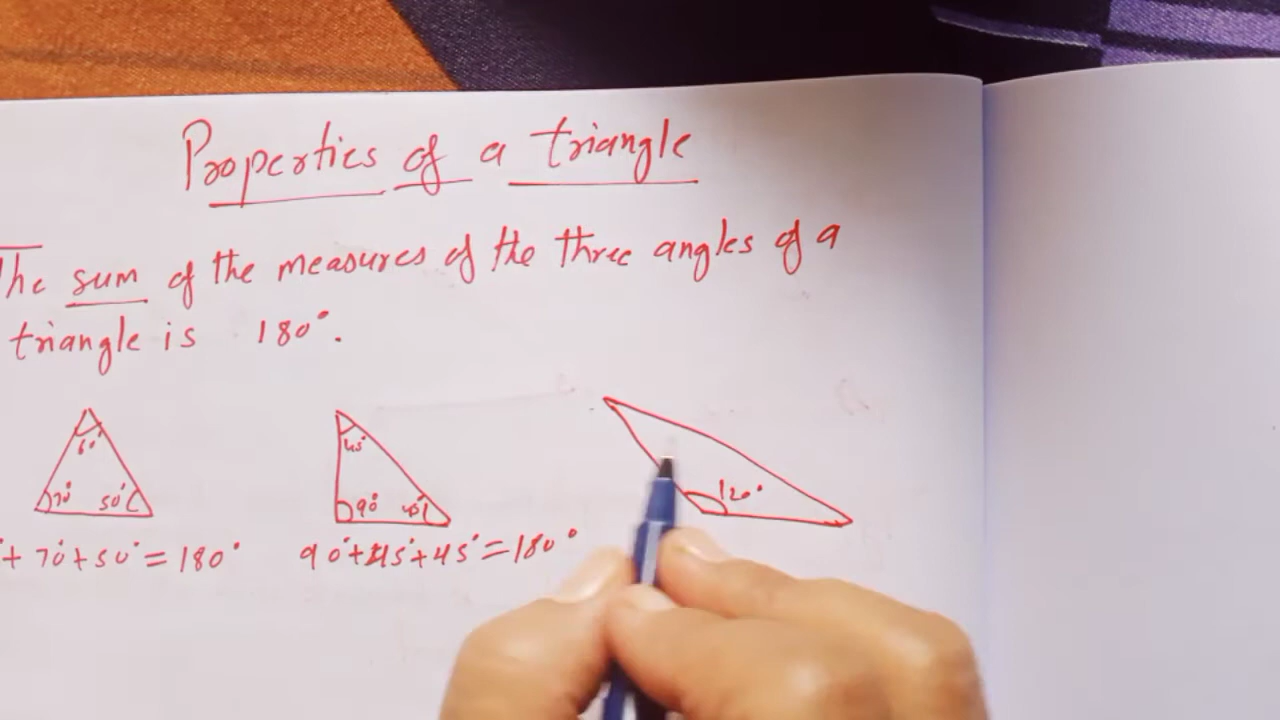 Properties of a triangle
The sum of the measures of the three angles of a
triangle is 180°.
60° 70° 50°
45° 90°
120°
+ 70° + 50° = 180°
90° + 45° + 45° = 180°